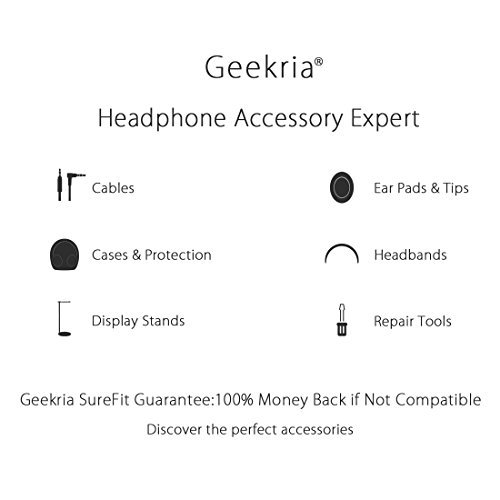 Geekria®
Headphone Accessory Expert
Cables
Ear Pads & Tips
Cases & Protection
Headbands
Display Stands
Repair Tools
Geekria SureFit Guarantee:100% Money Back if Not Compatible
Discover the perfect accessories